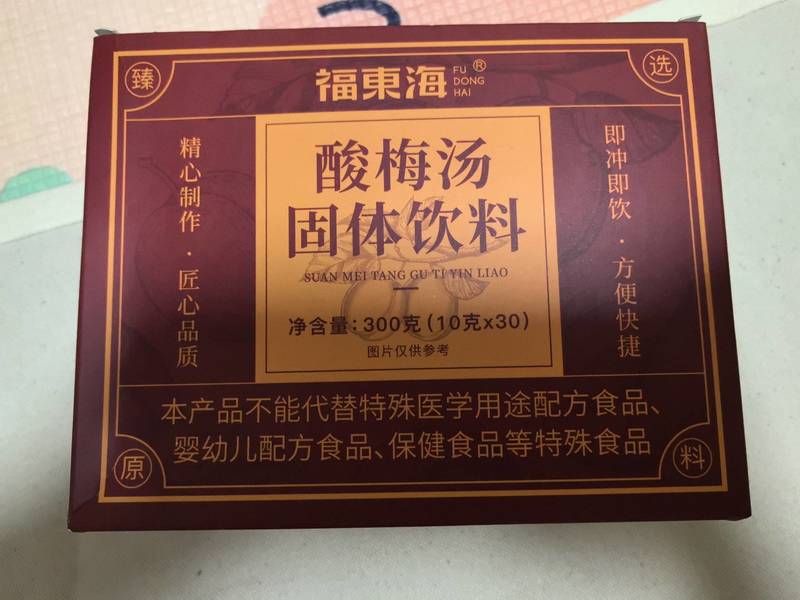 臻
选
福東海®
FU
DONG
HAI
精心制作·匠心品质
酸梅汤
固体饮料
SUAN MEI TANG GU TI YIN LIAO
净含量:300克(10克x30)
图片仅供参考
即冲即饮·方便快捷
本产品不能代替特殊医学用途配方食品、
婴幼儿配方食品、保健食品等特殊食品
原
料